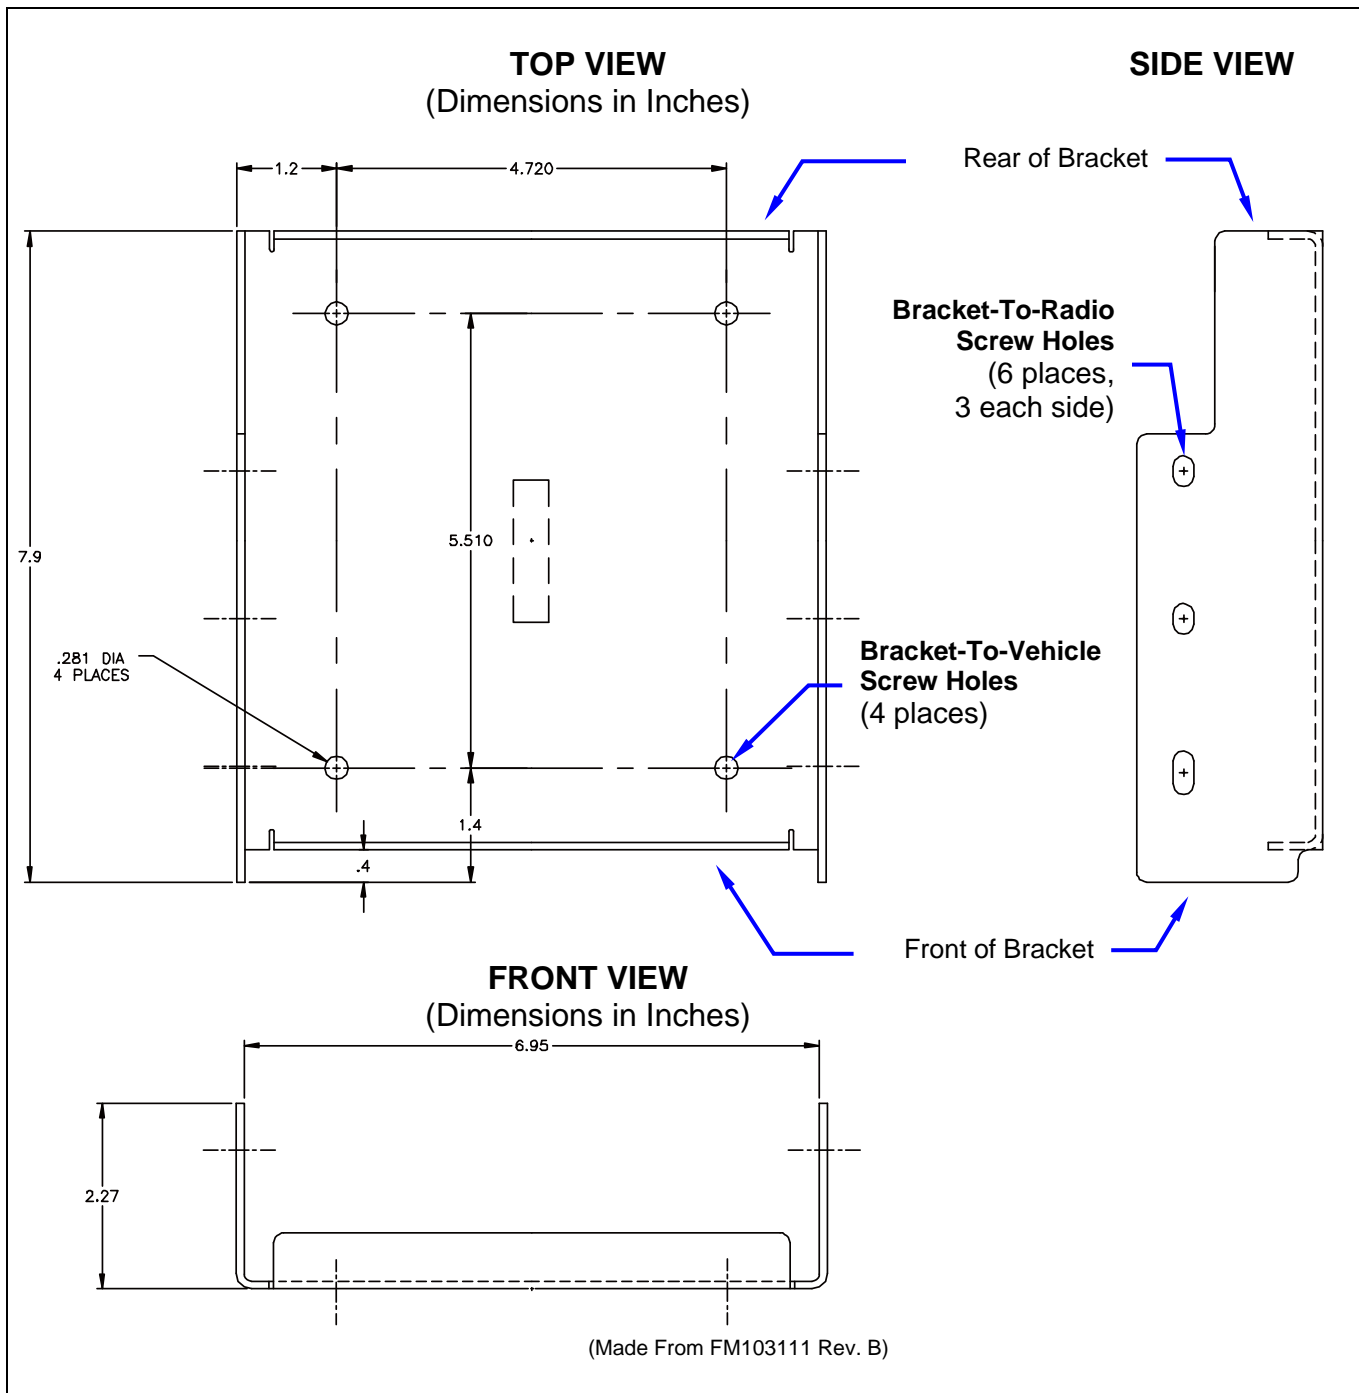 TOP VIEW
(Dimensions in Inches)
SIDE VIEW
1.2
4.720
Rear of Bracket
Bracket-To-Radio
Screw Holes
(6 places,
3 each side)
7.9
5.510
.281 DIA
4 PLACES
Bracket-To-Vehicle
Screw Holes
(4 places)
1.4
.4
Front of Bracket
FRONT VIEW
(Dimensions in Inches)
6.95
2.27
(Made From FM103111 Rev. B)